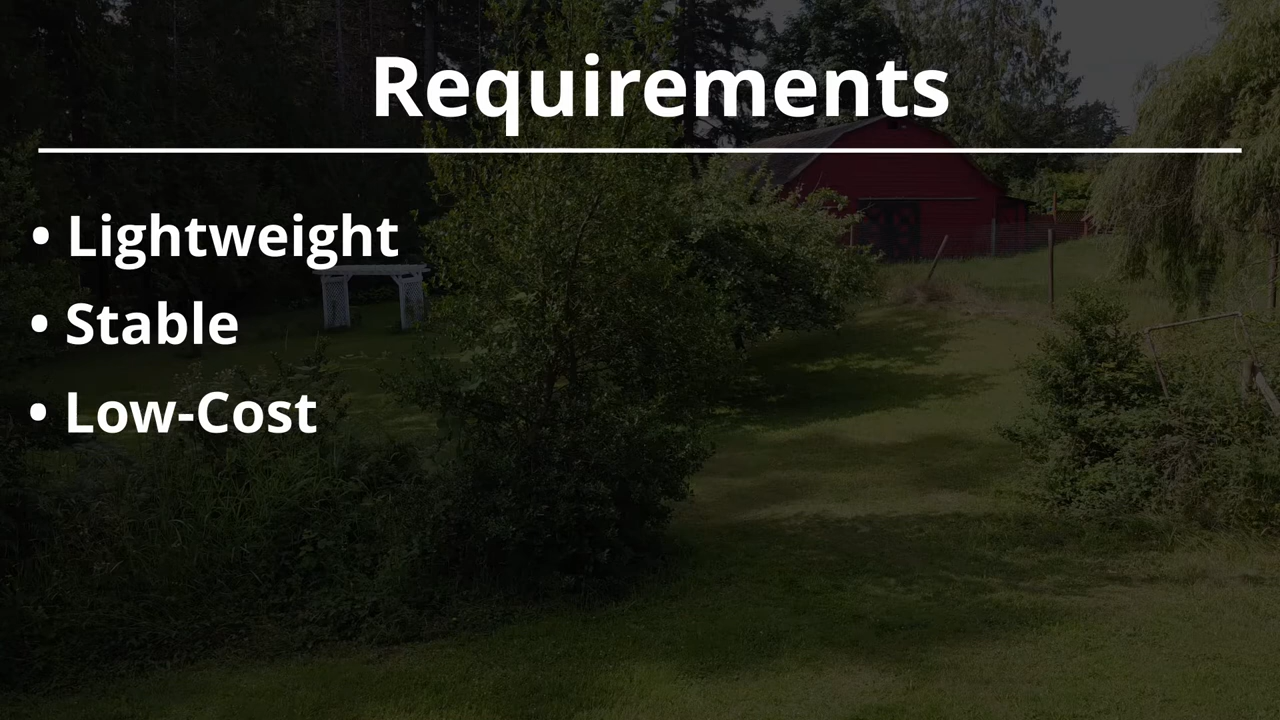 Requirements
• Lightweight
• Stable
• Low-Cost